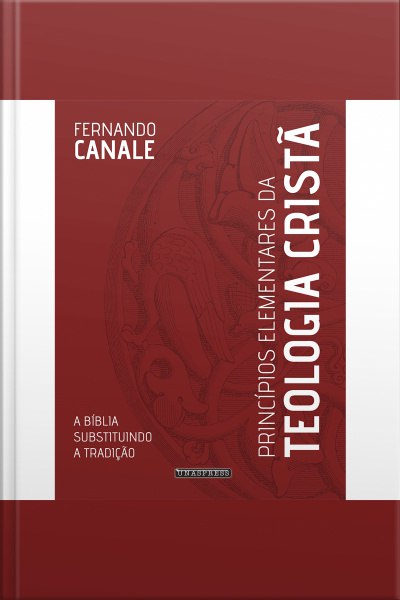 FERNANDO
CANALE
PRINCÍPIOS ELEMENTARES DA
TEOLOGIA CRISTÃ
A BÍBLIA
SUBSTITUINDO
A TRADIÇÃO
UNASPRESS